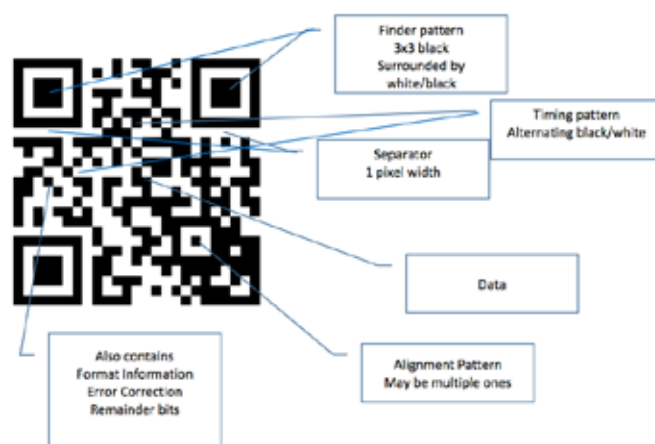 Finder pattern
3x3 black
Surrounded by
white/black
Timing pattern
Alternating black/white
Separator
1 pixel width
Data
Also contains
Format Information
Error Correction
Remainder bits
Alignment Pattern
May be multiple ones